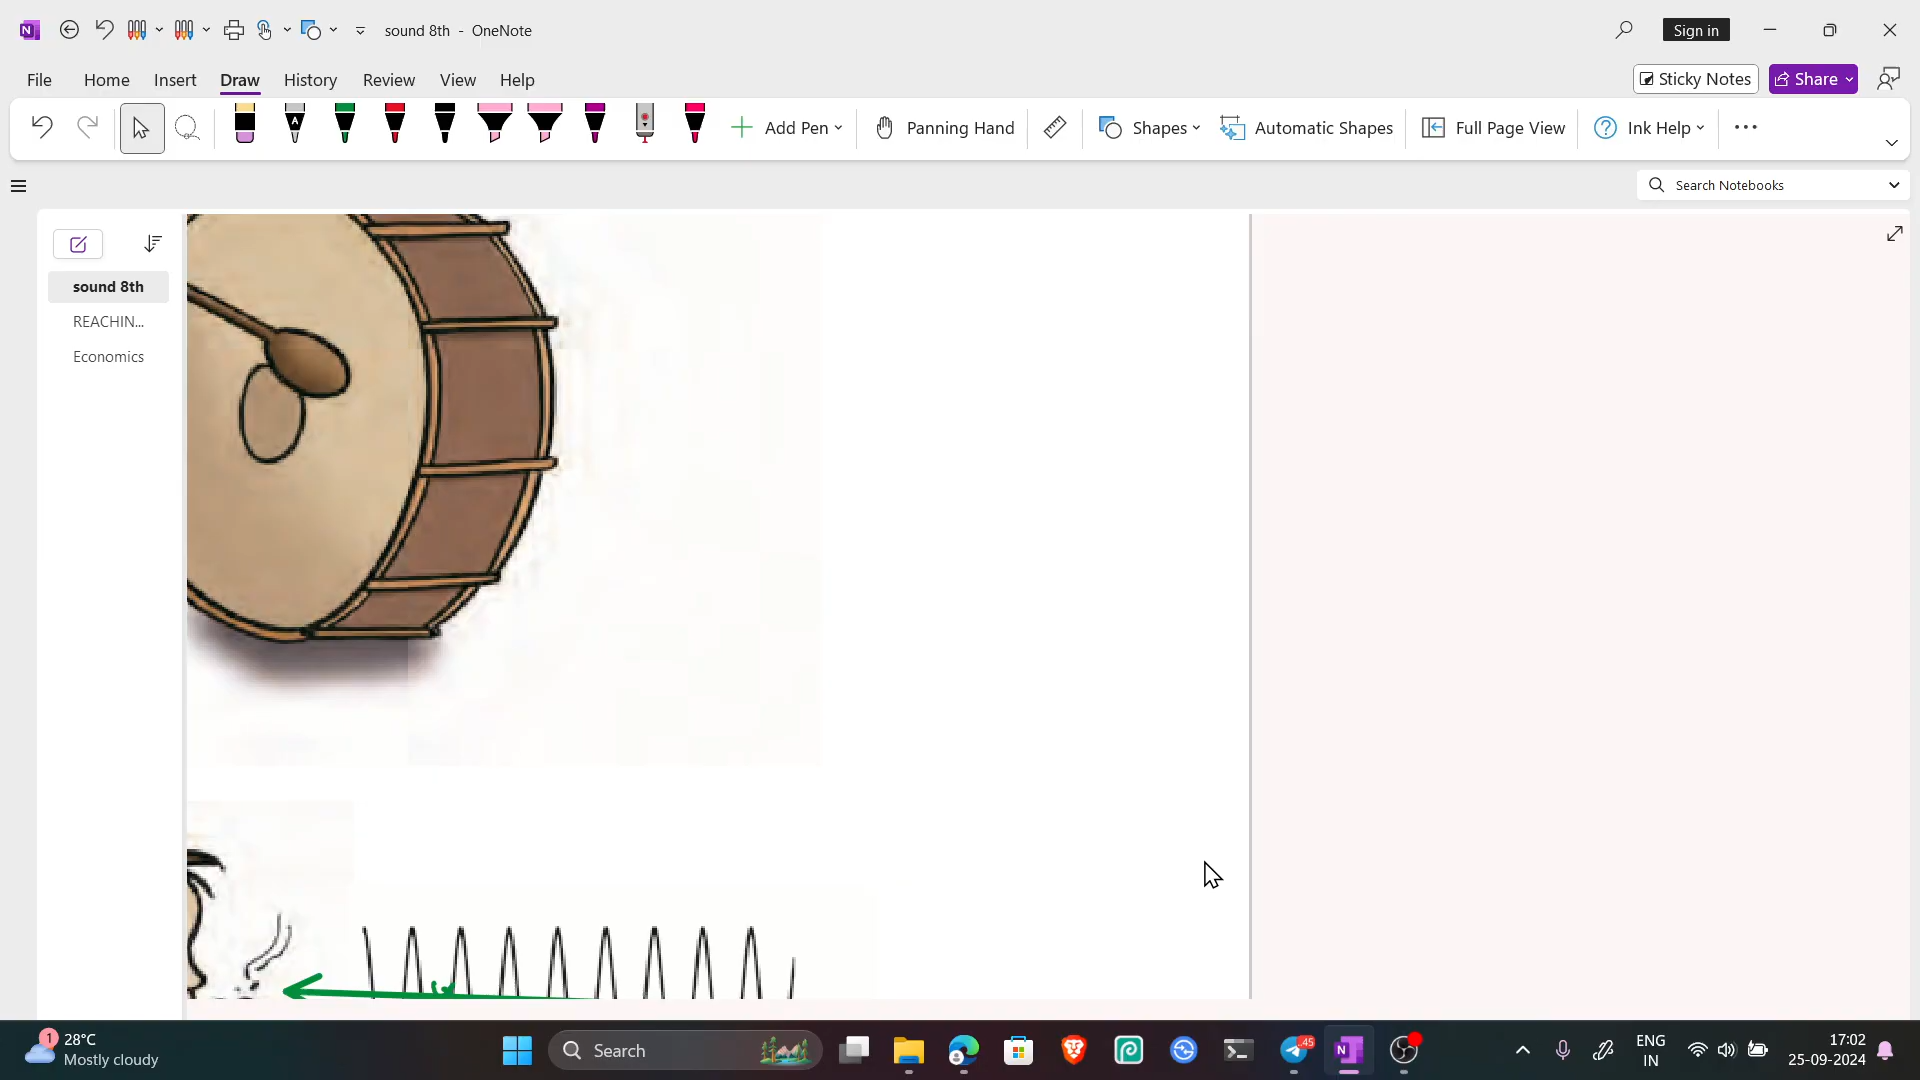 sound 8th - OneNote
Sign in
File Home Insert Draw History Review View Help
Sticky Notes Share
A Add Pen Panning Hand Shapes Automatic Shapes Full Page View Ink Help
Search Notebooks
sound 8th
REACHIN...
Economics
1 28°C
Mostly cloudy
Search
.45
ENG
IN
17:02
25-09-2024